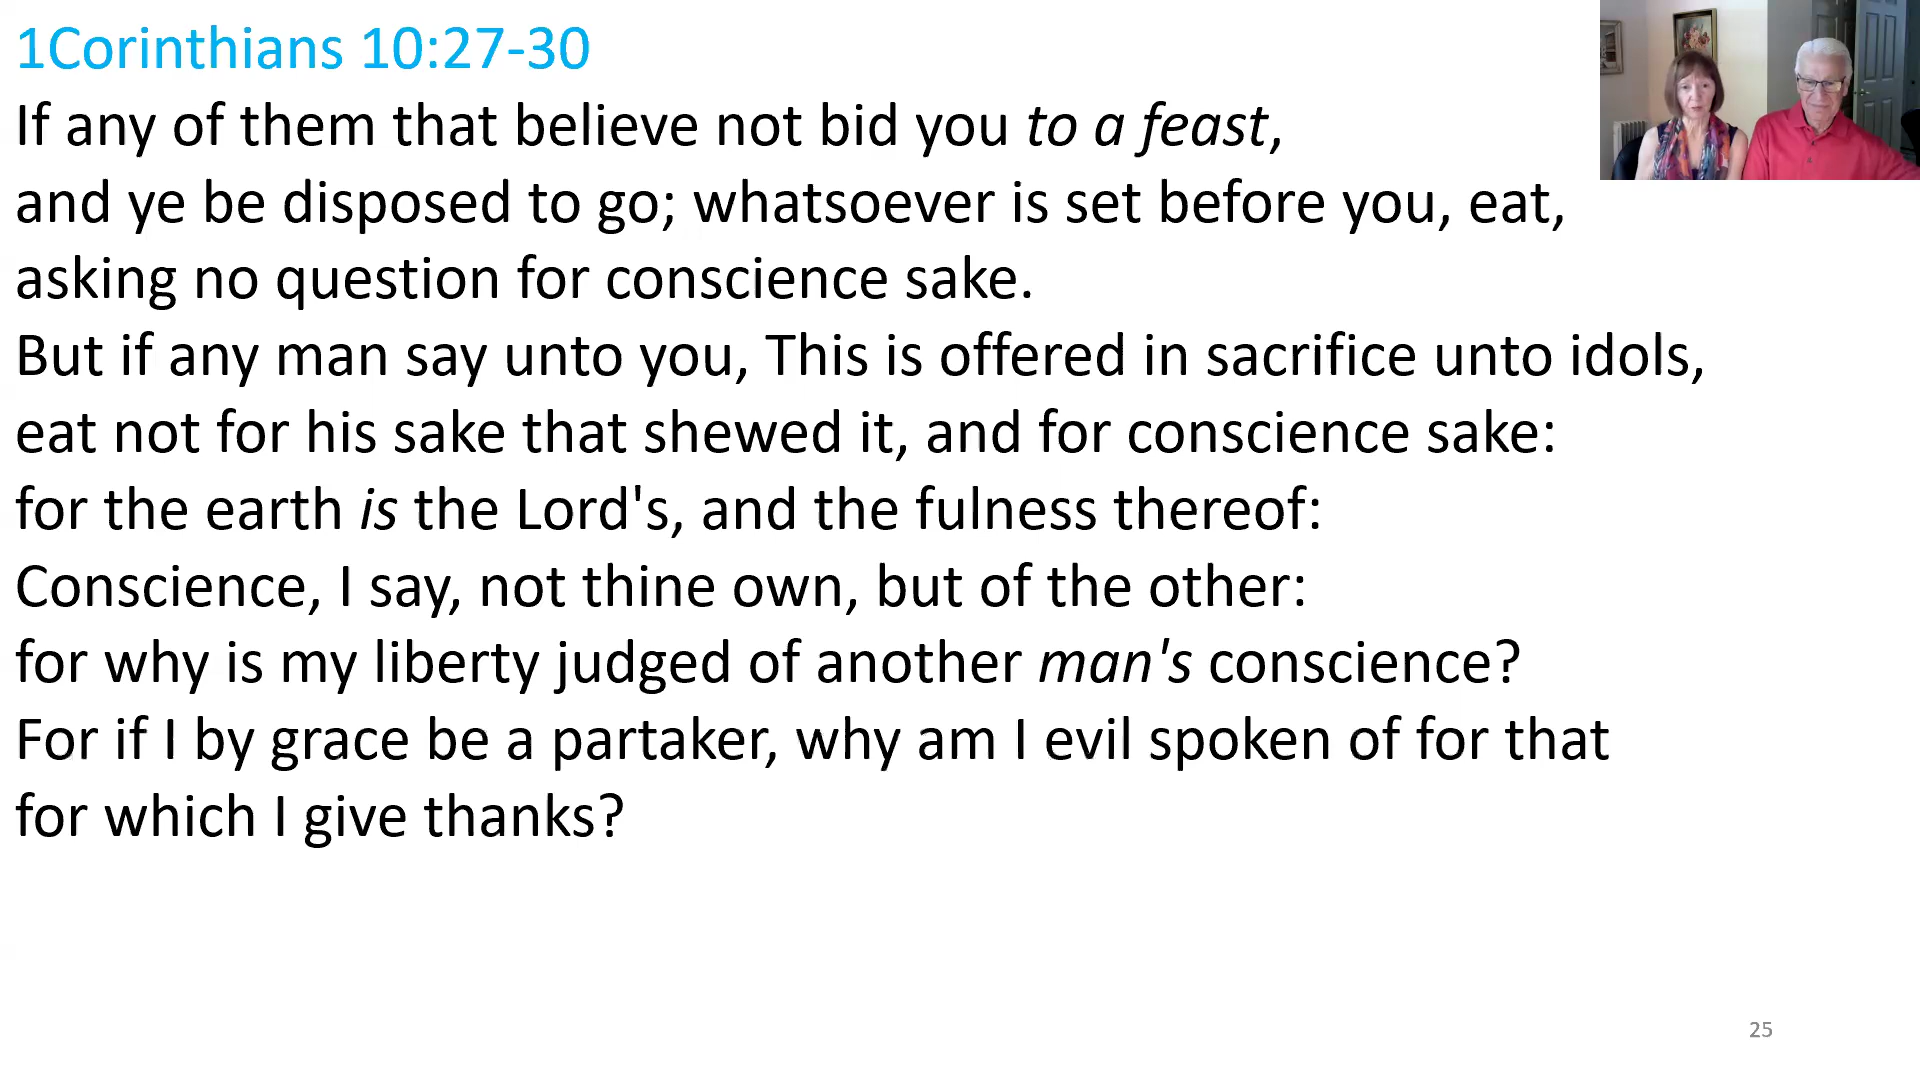 1Corinthians 10:27-30
If any of them that believe not bid you to a feast,
and ye be disposed to go; whatsoever is set before you, eat,
asking no question for conscience sake.
But if any man say unto you, This is offered in sacrifice unto idols,
eat not for his sake that shewed it, and for conscience sake:
for the earth is the Lord's, and the fulness thereof:
Conscience, I say, not thine own, but of the other:
for why is my liberty judged of another man's conscience?
For if I by grace be a partaker, why am I evil spoken of for that
for which I give thanks?
25